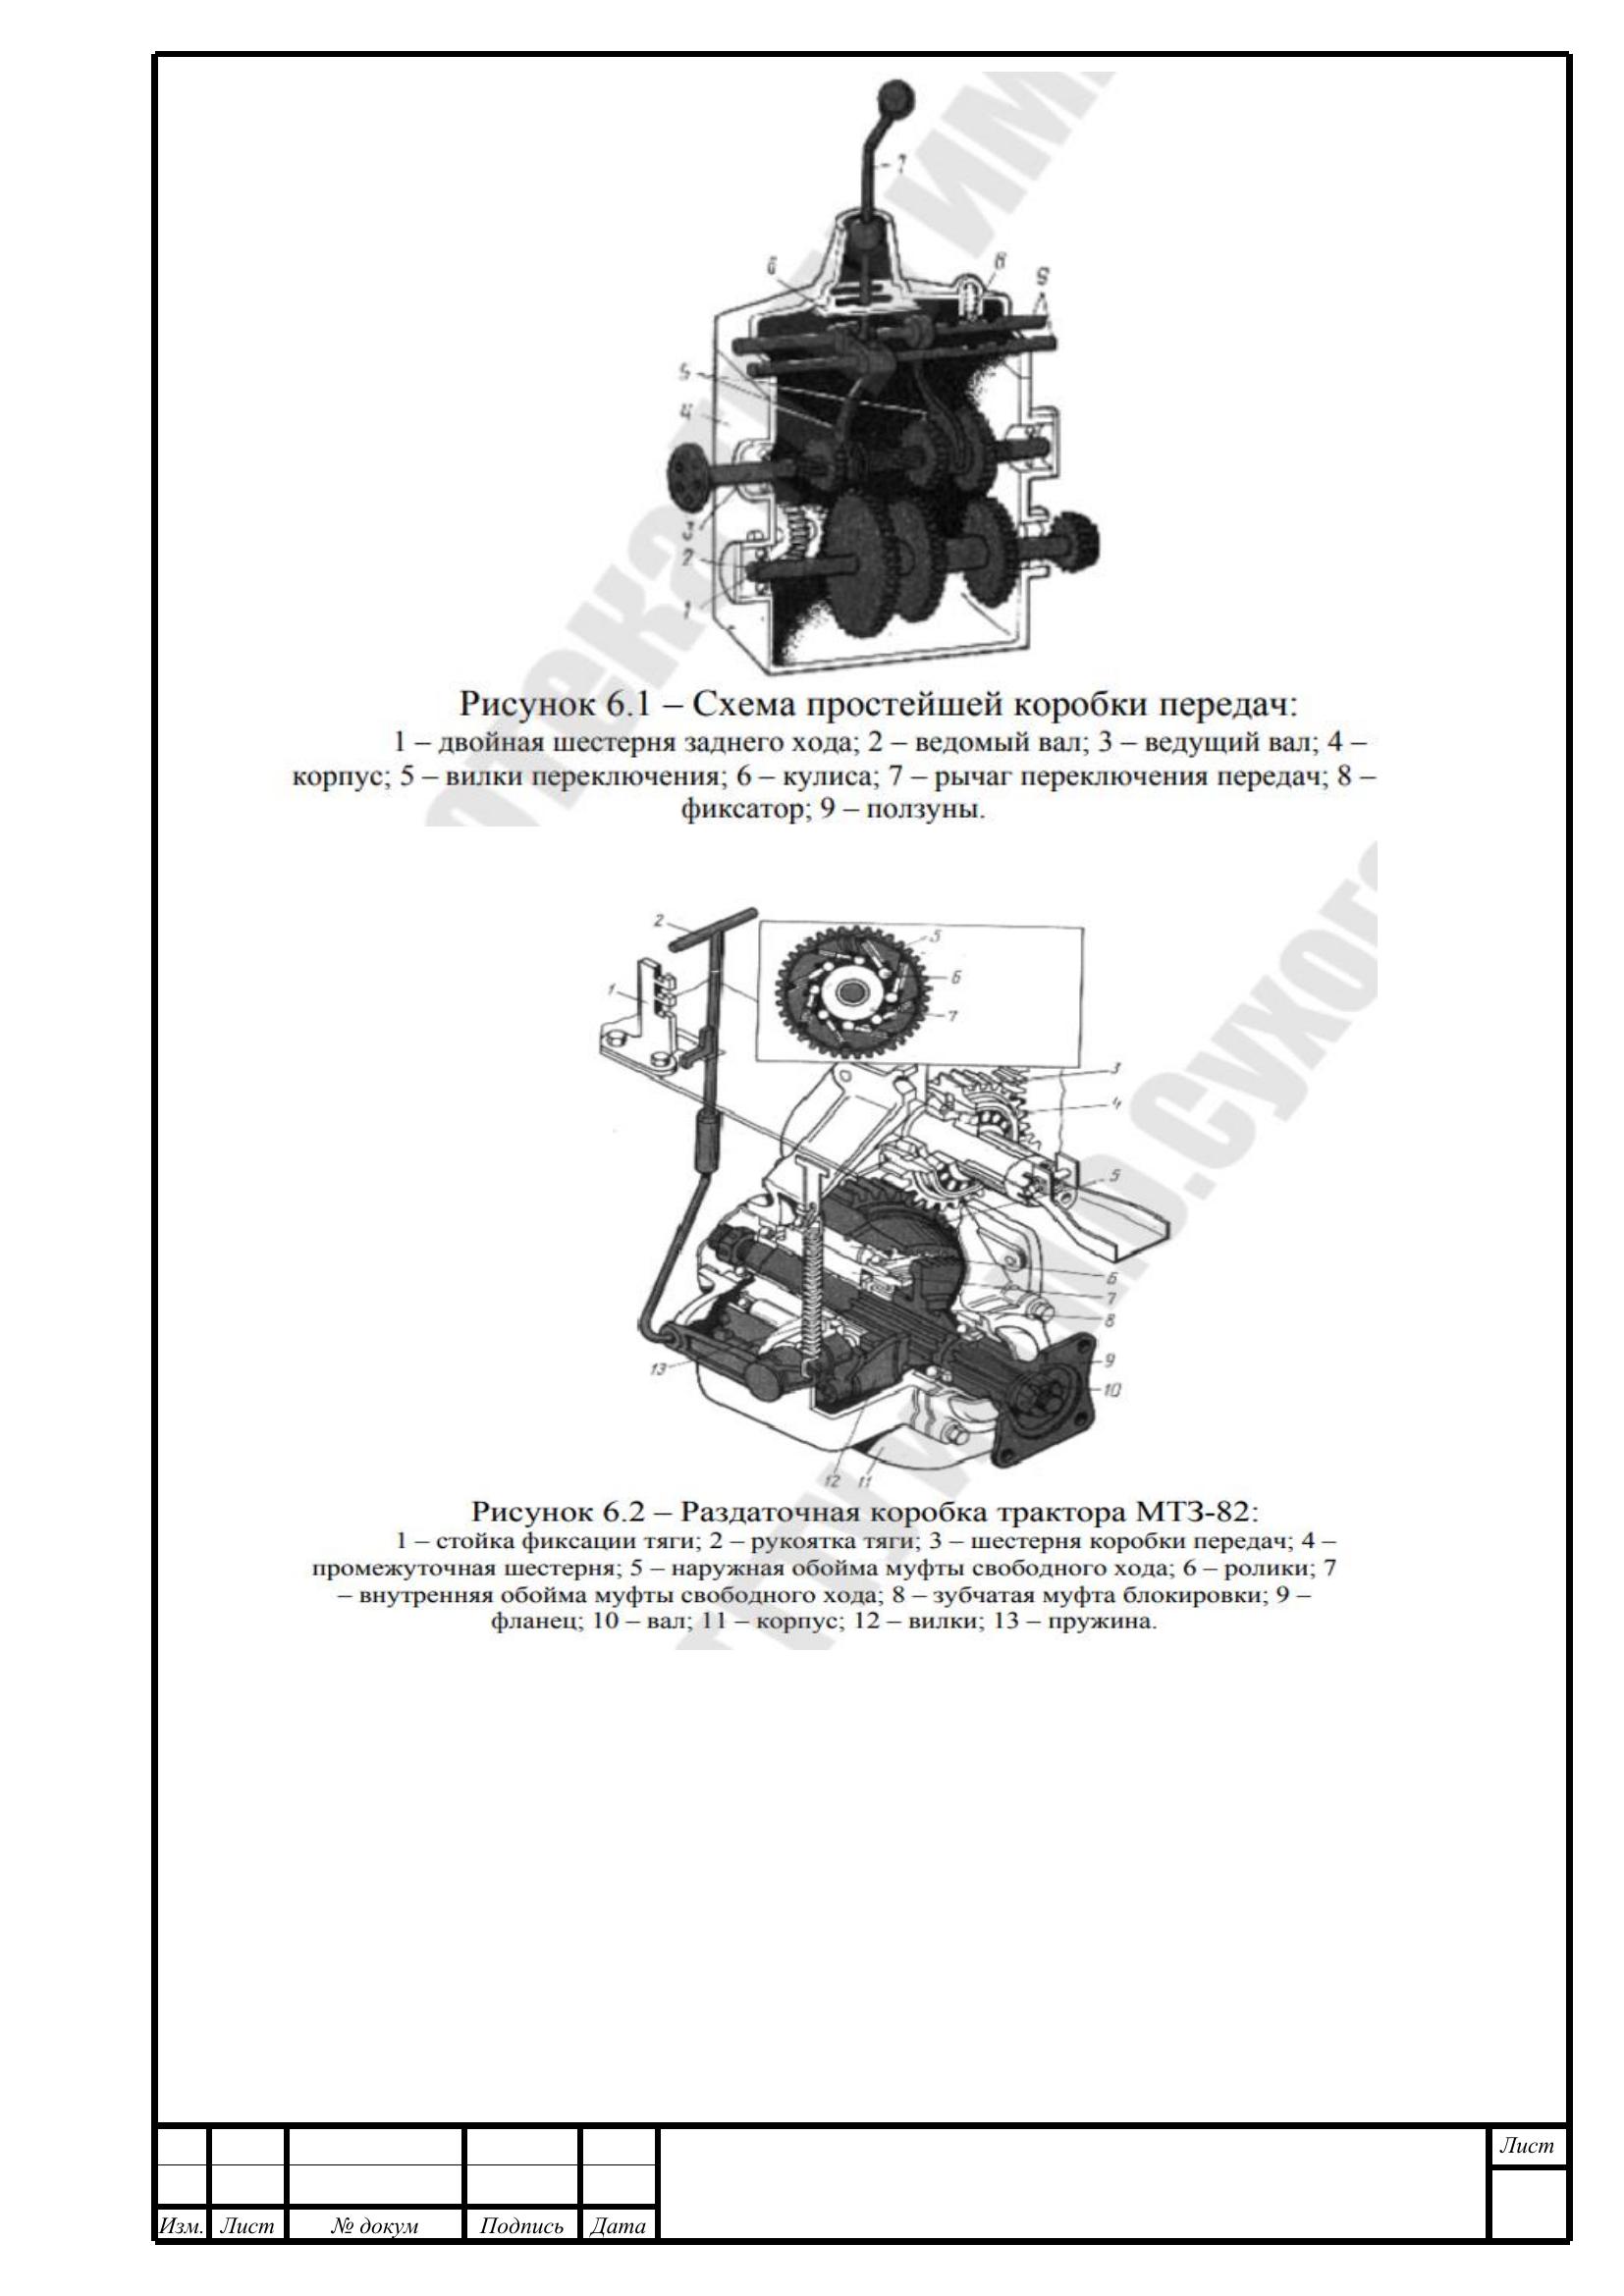 7
6
8
9
5
4
3
2
1
Рисунок 6.1 – Схема простейшей коробки передач:
1 – двойная шестерня заднего хода; 2 – ведомый вал; 3 – ведущий вал; 4 –
корпус; 5 – вилки переключения; 6 – кулиса; 7 – рычаг переключения передач; 8 –
фиксатор; 9 – ползуны.
2
5
6
1
7
3
4
5
6
7
8
9
13
10
12 11
Рисунок 6.2 – Раздаточная коробка трактора МТЗ-82:
1 – стойка фиксации тяги; 2 – рукоятка тяги; 3 – шестерня коробки передач; 4 –
промежуточная шестерня; 5 – наружная обойма муфты свободного хода; 6 – ролики; 7
– внутренняя обойма муфты свободного хода; 8 – зубчатая муфта блокировки; 9 –
фланец; 10 – вал; 11 – корпус; 12 – вилки; 13 – пружина.
Лист
Изм. Лист № докум Подпись Дата